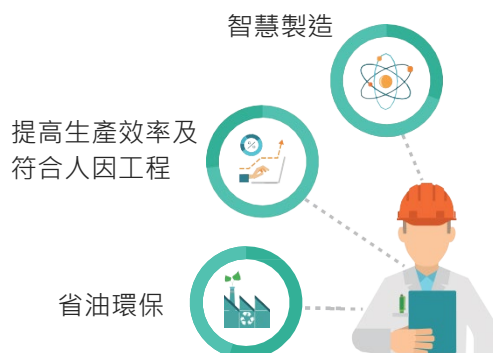 智慧製造
提高生產效率及
符合人因工程
省油環保